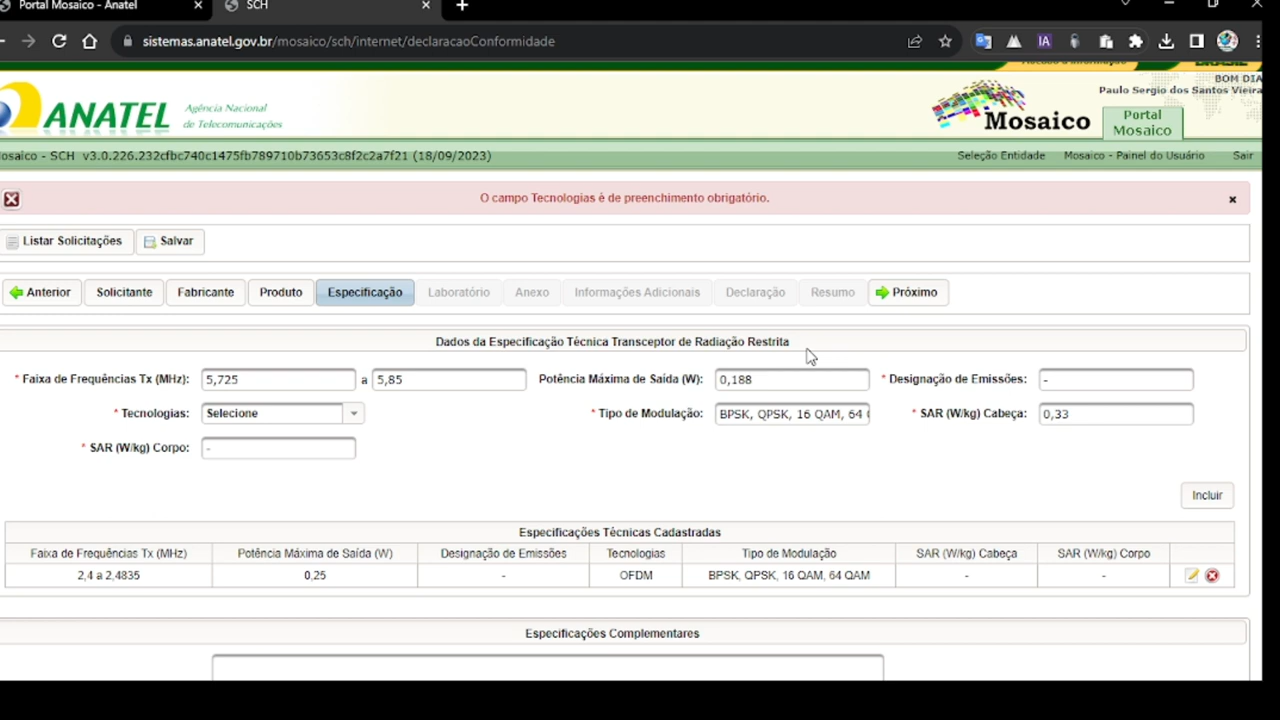 Portal Mosaico - Anatel
SCH
sistemas.anatel.gov.br/mosaico/sch/internet/declaracaoConformidade
Acesso à Informação BRASIL
BOM DIA
Paulo Sergio dos Santos Vieira
ANATEL
Agência Nacional
de Telecomunicações
Mosaico
Portal
Mosaico
osaico - SCH v3.0.226.232cfbc740c1475fb789710b73653c8f2c2a7f21 (18/09/2023)
Seleção Entidade Mosaico - Painel do Usuário Sair
O campo Tecnologias é de preenchimento obrigatório.
Listar Solicitações Salvar
Anterior Solicitante Fabricante Produto Especificação Laboratório Anexo Informações Adicionais Declaração Resumo Próximo
Dados da Especificação Técnica Transceptor de Radiação Restrita
* Faixa de Frequências Tx (MHz): 5,725 a 5,85 Potência Máxima de Saída (W): 0,188 * Designação de Emissões: -
* Tecnologias: Selecione * Tipo de Modulação: BPSK, QPSK, 16 QAM, 64 * SAR (W/kg) Cabeça: 0,33
* SAR (W/kg) Corpo: -
Incluir
Especificações Técnicas Cadastradas
Faixa de Frequências Tx (MHz) Potência Máxima de Saída (W) Designação de Emissões Tecnologias Tipo de Modulação SAR (W/kg) Cabeça SAR (W/kg) Corpo
2,4 a 2,4835 0,25 - OFDM BPSK, QPSK, 16 QAM, 64 QAM - -
Especificações Complementares